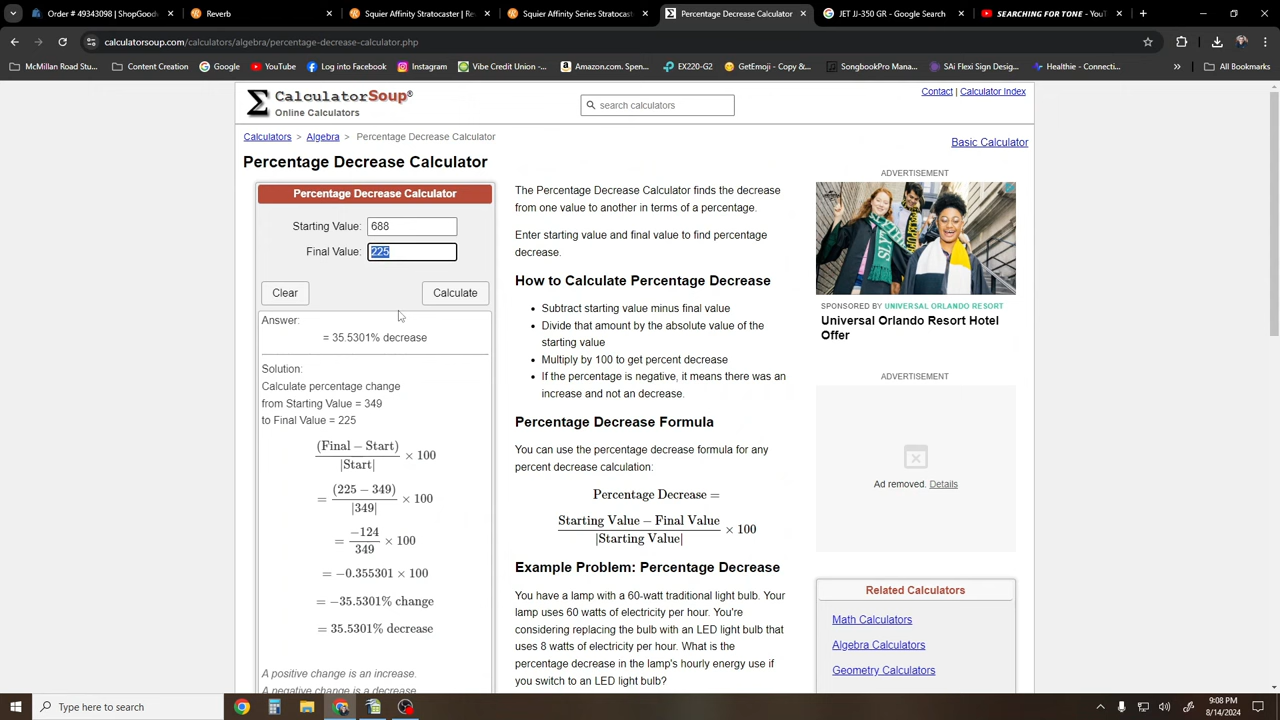 Order # 49343098 | ShopGoodw
Reverb
Squier Affinity Stratocaster |
Squier Affinity Series Stratocas
Percentage Decrease Calculator
JET JJ-350 GR - Google Search
SEARCHING FOR TONE - YouT
calculatorsoup.com/calculators/algebra/percentage-decrease-calculator.php
McMillan Road Secti...
Content Creation
Google
YouTube
Facebook
Instagram
Vibe Credit Union |...
Amazon.com. Spen...
EX220-G2
GetEmoji - Copy &...
SongbookPro Mana...
SAi Flexi Sign Desig...
InstaCalc Online Cal...
All Bookmarks
CalculatorSoup®
Online Calculators
search calculators
Contact | Calculator Index
Calculators > Algebra > Percentage Decrease Calculator
Basic Calculator
Percentage Decrease Calculator
Percentage Decrease Calculator
Starting Value: 688
Final Value: 225
Clear
Calculate
Answer:
= 35.5301% decrease
Solution:
Calculate percentage change
from Starting Value = 349
to Final Value = 225
(Final − Start)
|Start| × 100
= (225 − 349)
|349| × 100
= −124
349 × 100
= −0.355301 × 100
= −35.5301% change
= 35.5301% decrease
A positive change is an increase.
A negative change is a decrease.
The Percentage Decrease Calculator finds the decrease
from one value to another in terms of a percentage.
Enter starting value and final value to find percentage
decrease.
How to Calculate Percentage Decrease
• Subtract starting value minus final value
• Divide that amount by the absolute value of the
starting value
• Multiply by 100 to get percent decrease
• If the percentage is negative, it means there was an
increase and not an decrease.
Percentage Decrease Formula
You can use the percentage decrease formula for any
percent decrease calculation:
Percentage Decrease =
Starting Value − Final Value
|Starting Value| × 100
Example Problem: Percentage Decrease
You have a lamp with a 60-watt traditional light bulb. Your
lamp uses 60 watts of electricity per hour. You're
considering replacing the bulb with an LED light bulb that
uses 8 watts of electricity per hour. What is the
percentage decrease in the lamp's hourly energy use if
you switch to an LED light bulb?
ADVERTISEMENT
SPONSORED BY UNIVERSAL ORLANDO RESORT
Universal Orlando Resort Hotel
Offer
ADVERTISEMENT
Ad removed. Details
Related Calculators
Math Calculators
Algebra Calculators
Geometry Calculators
Type here to search
9:08 PM
8/14/2024